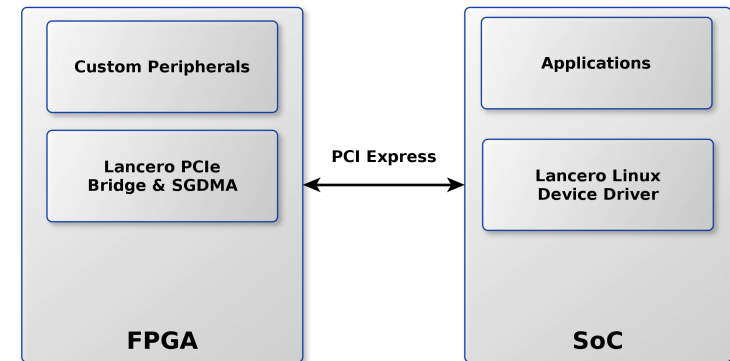 Custom Peripherals
Lancero PCIe
Bridge & SGDMA
FPGA
PCI Express
Applications
Lancero Linux
Device Driver
SoC